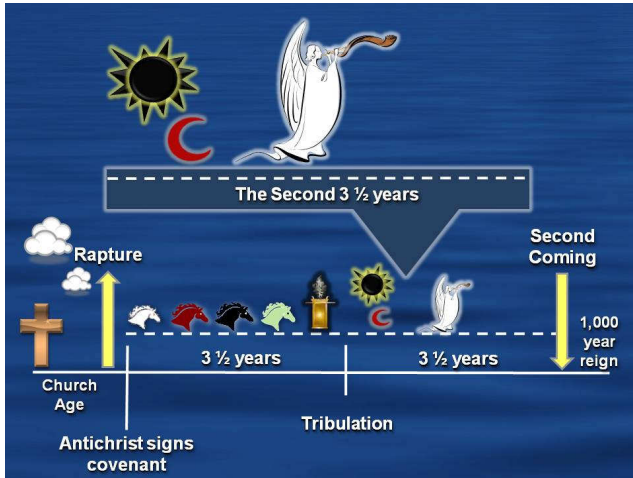 The Second 3 ½ years
Rapture
Second
Coming
3 ½ years
3 ½ years
1,000
year
reign
Church
Age
Tribulation
Antichrist signs
covenant